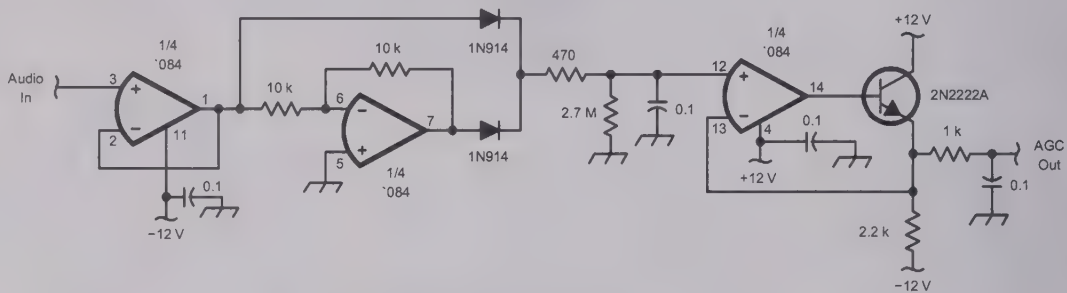 Audio
In
3
2
1/4
'084
+
−
1
11
0.1
−12 V
10 k
10 k
6
−
+
5
7
1/4
'084
1N914
1N914
470
2.7 M
0.1
12
13
1/4
'084
+
−
14
4
+12 V
0.1
+12 V
2N2222A
1 k
AGC
Out
0.1
2.2 k
−12 V